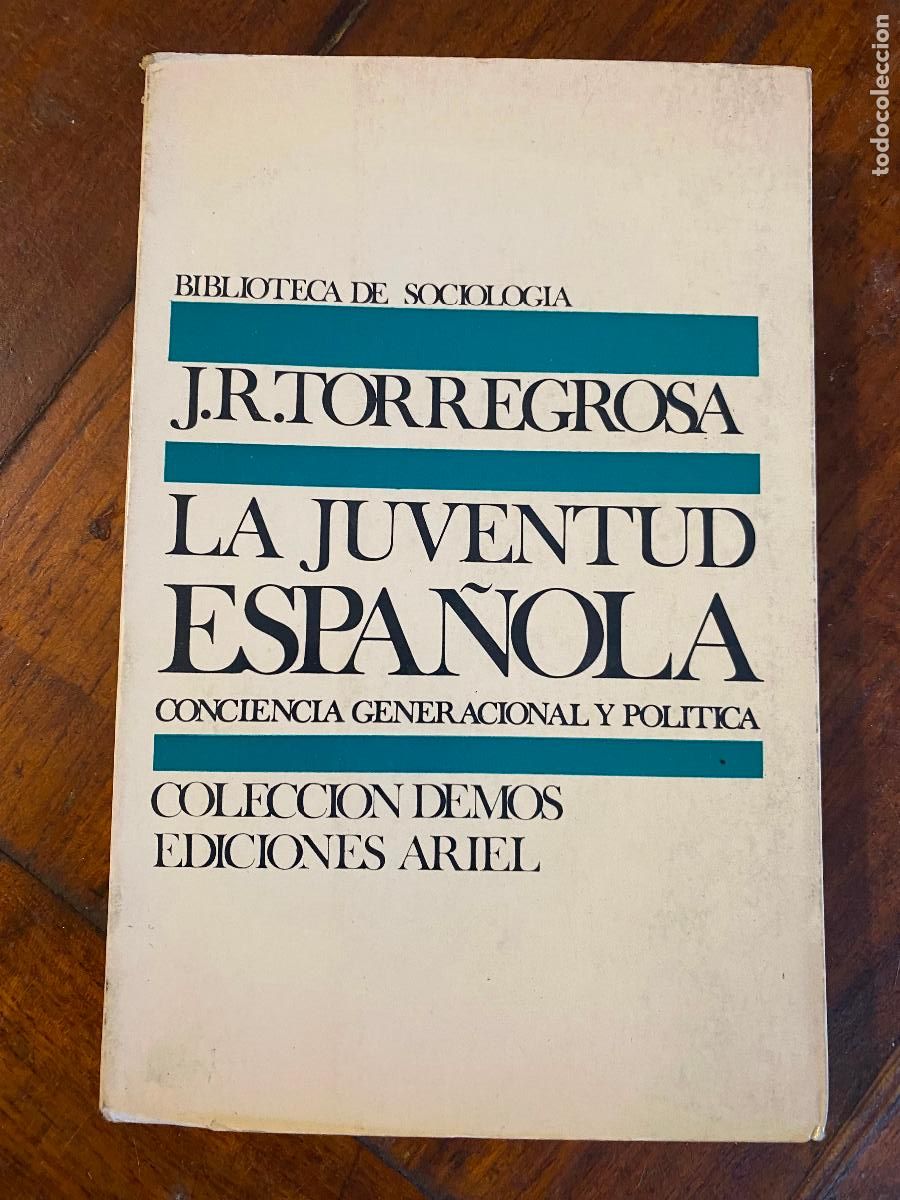 BIBLIOTECA DE SOCIOLOGIA
J.R.TORREGROSA
LA JUVENTUD
ESPAÑOLA
CONCIENCIA GENERACIONAL Y POLITICA
COLECCION DEMOS
EDICIONES ARIEL
todocoleccion